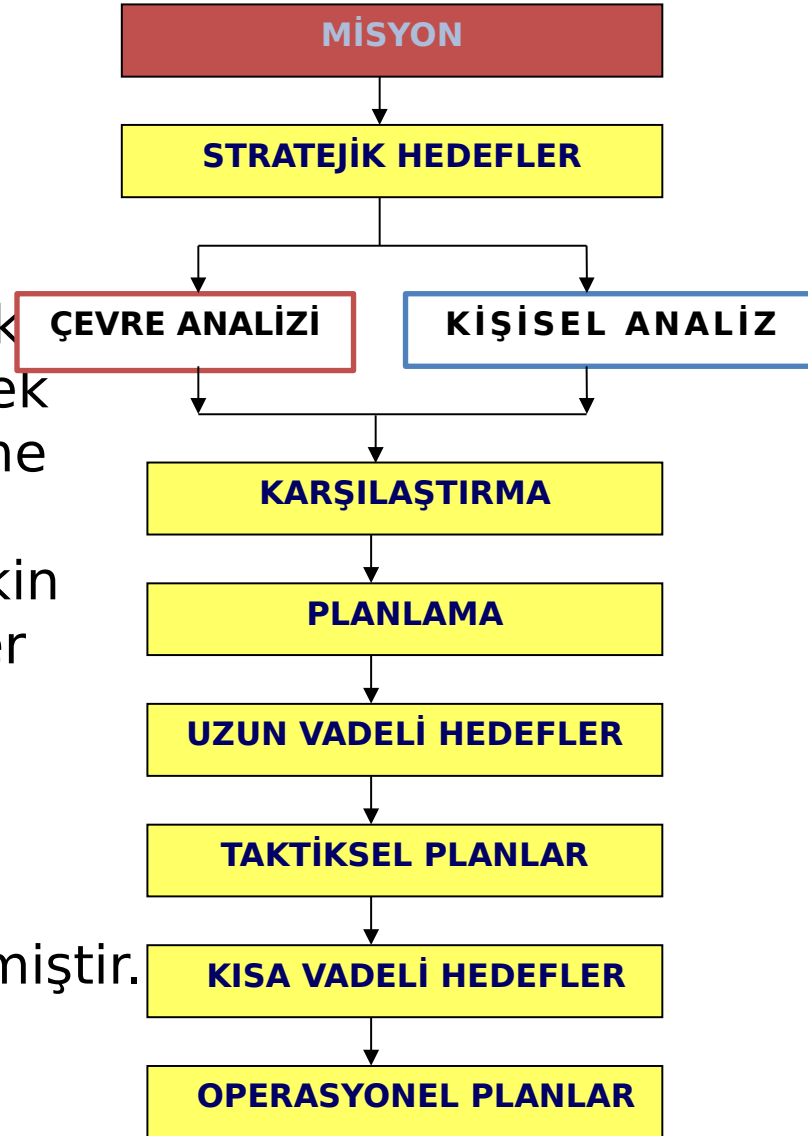 MİSYON
STRATEJİK HEDEFLER
ÇEVRE ANALİZİ
KİŞİSEL ANALİZ
KARŞILAŞTIRMA
PLANLAMA
UZUN VADELİ HEDEFLER
TAKTİKSEL PLANLAR
KISA VADELİ HEDEFLER
OPERASYONEL PLANLAR